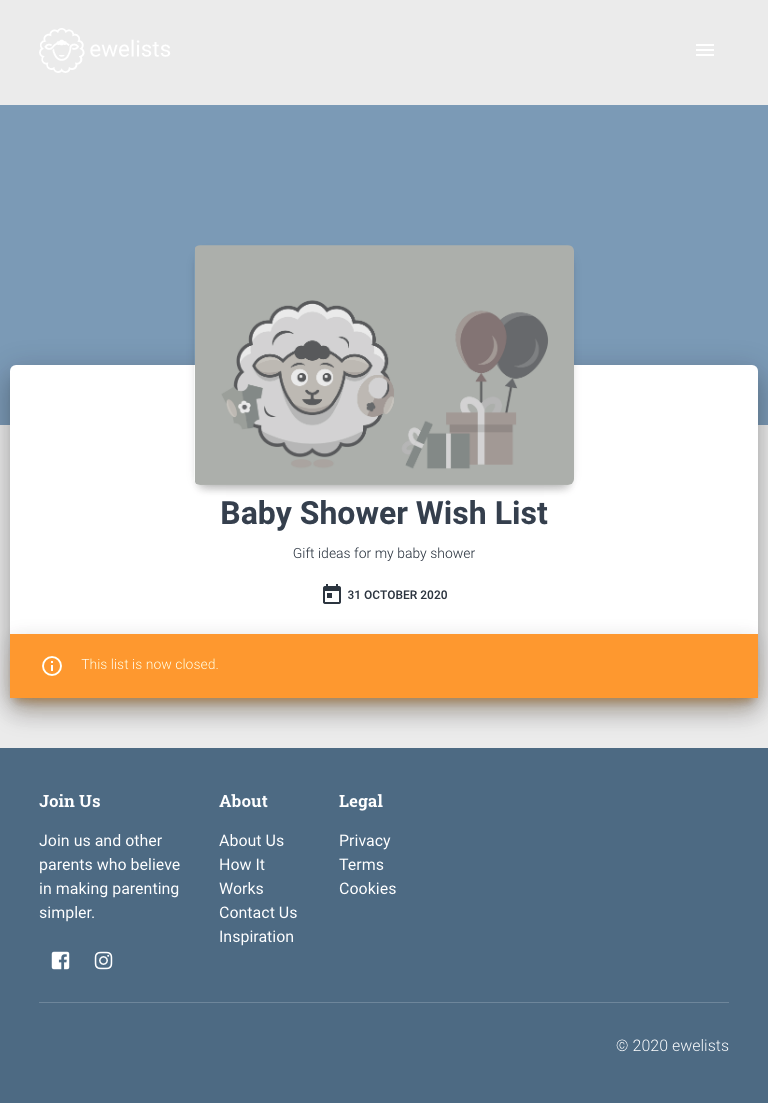 ewelists
Baby Shower Wish List
Gift ideas for my baby shower
31 OCTOBER 2020
This list is now closed.
Join Us
Join us and other
parents who believe
in making parenting
simpler.
About
About Us
How It
Works
Contact Us
Inspiration
Legal
Privacy
Terms
Cookies
© 2020 ewelists